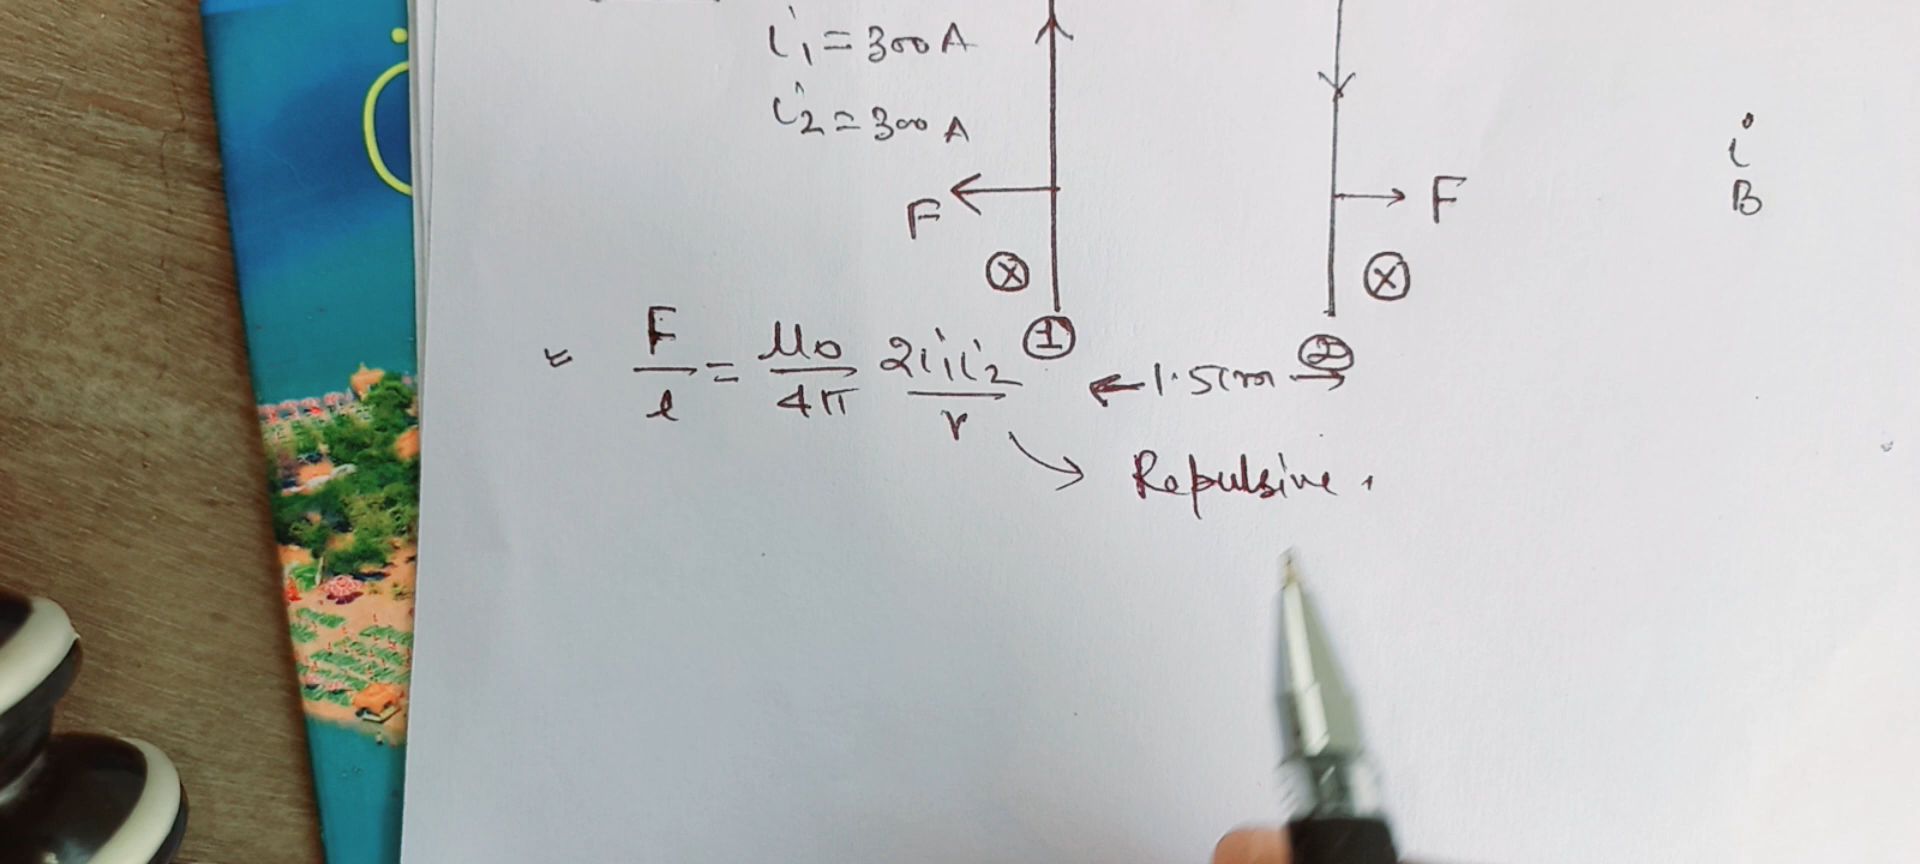 i₁ = 300 A
i₂ = 300 A
F
F
i
B
x
x
1
2
F/l = μ₀/4π 2i₁i₂/r
1.5cm
Repulsive.